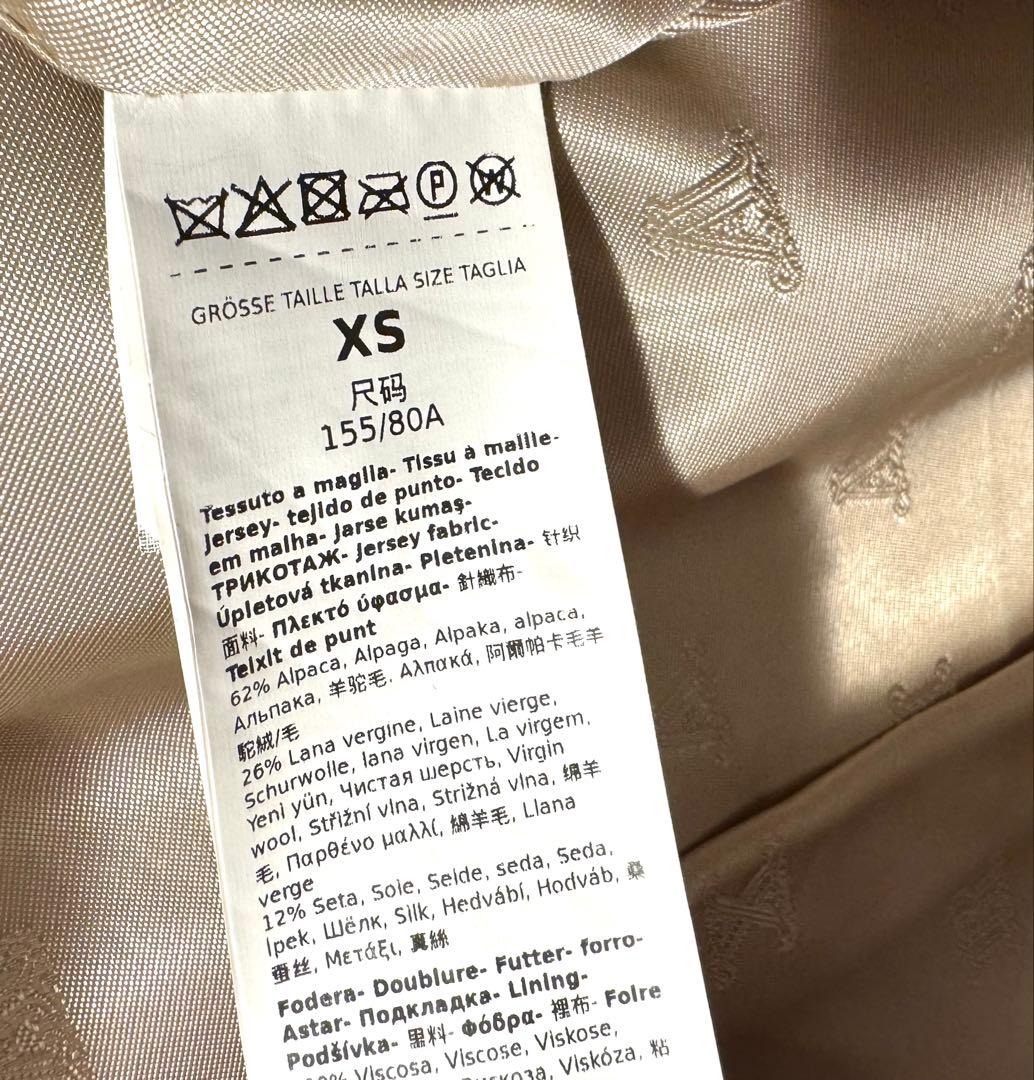 P W
GRÖSSE TAILLE TALLA SIZE TAGLIA
XS
尺码
155/80A
Tessuto a maglia- Tissu à maille-
Jersey- tejido de punto- Tecido
em malha- Jarse kumaş-
ТРИКОТАЖ- Jersey fabric-
Úpletová tkanina- Pletenina- 针织
面料- Πλεκτό ύφασμα- 針織布-
Teixit de punt
62% Alpaca, Alpaga, Alpaka, alpaca,
Альпака, 羊驼毛, Αλπακά, 阿爾帕卡毛羊
駝絨/毛
26% Lana vergine, Laine vierge,
Schurwolle, lana virgen, La virgem,
Yeni yün, Чистая шерсть, Virgin
wool, Střižní vlna, Strižná vlna, 绵羊
毛, Παρθένο μαλλί, 綿羊毛, Llana
verge
12% Seta, Soie, Seide, seda, Seda,
Ipek, Шёлк, Silk, Hedvábí, Hodváb, 桑
蚕丝, Μετάξι, 真絲
Fodera- Doublure- Futter- forro-
Astar- Подкладка- Lining-
Podšívka- 里料- Φόδρα- 裡布- Folre
Viscosa, Viscose, Viskose,
Viskóza, 粘